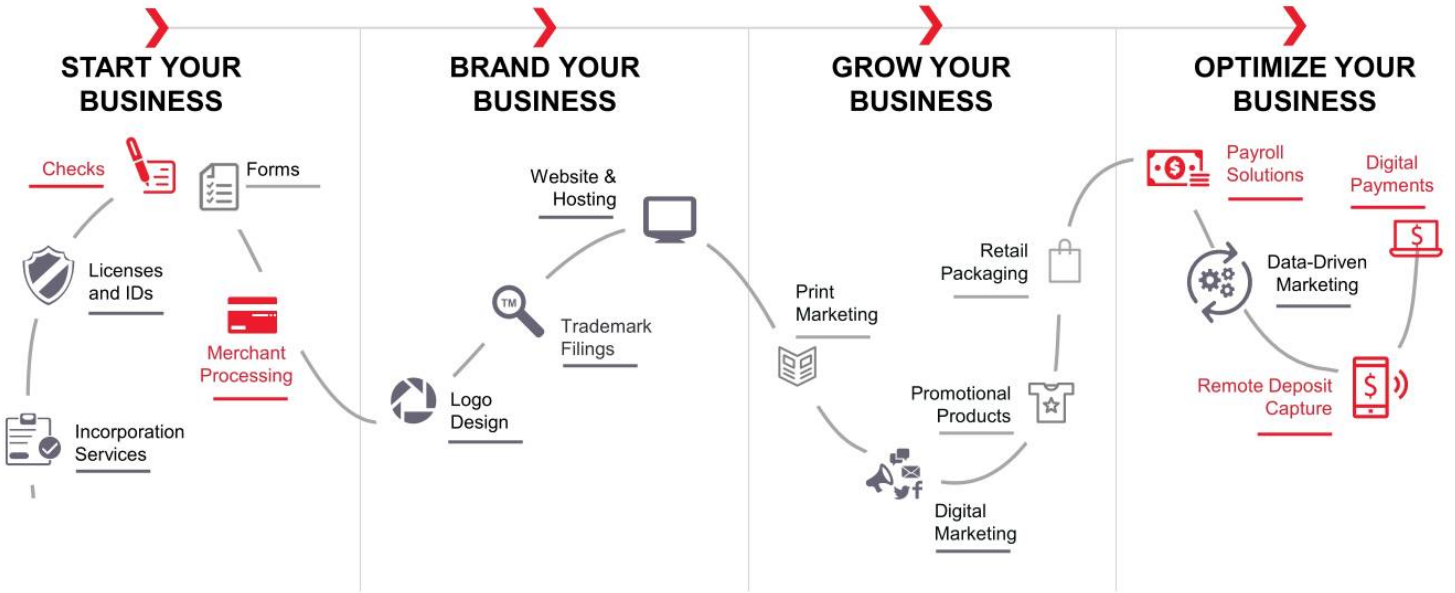 START YOUR
BUSINESS
Checks
Forms
Licenses
and IDs
Merchant
Processing
Incorporation
Services
BRAND YOUR
BUSINESS
Website &
Hosting
TM
Trademark
Filings
Logo
Design
GROW YOUR
BUSINESS
Retail
Packaging
Print
Marketing
Promotional
Products
Digital
Marketing
OPTIMIZE YOUR
BUSINESS
Payroll
Solutions
Digital
Payments
$
$
Data-Driven
Marketing
Remote Deposit
Capture
$